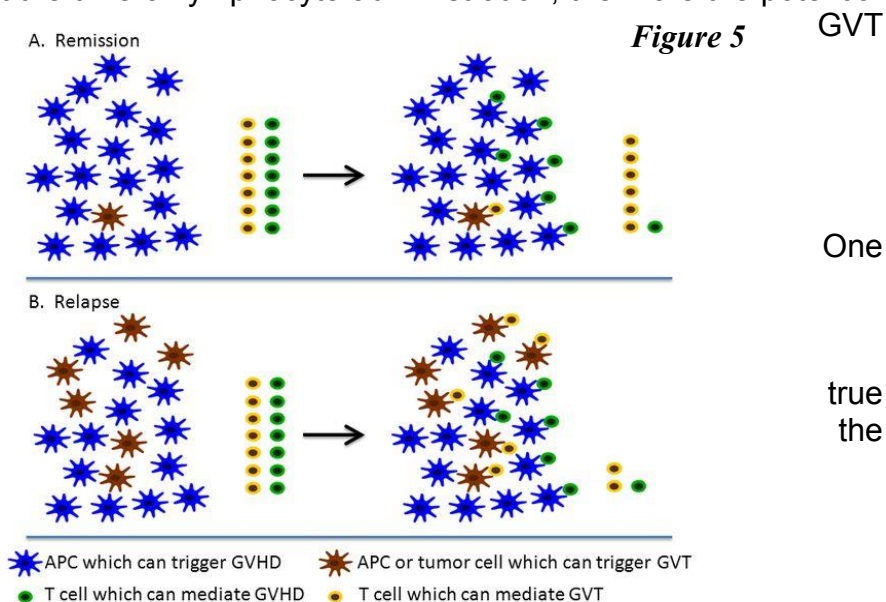 Figure 5 GVT
A. Remission
One
B. Relapse
true
the
APC which can trigger GVHD APC or tumor cell which can trigger GVT
T cell which can mediate GVHD T cell which can mediate GVT